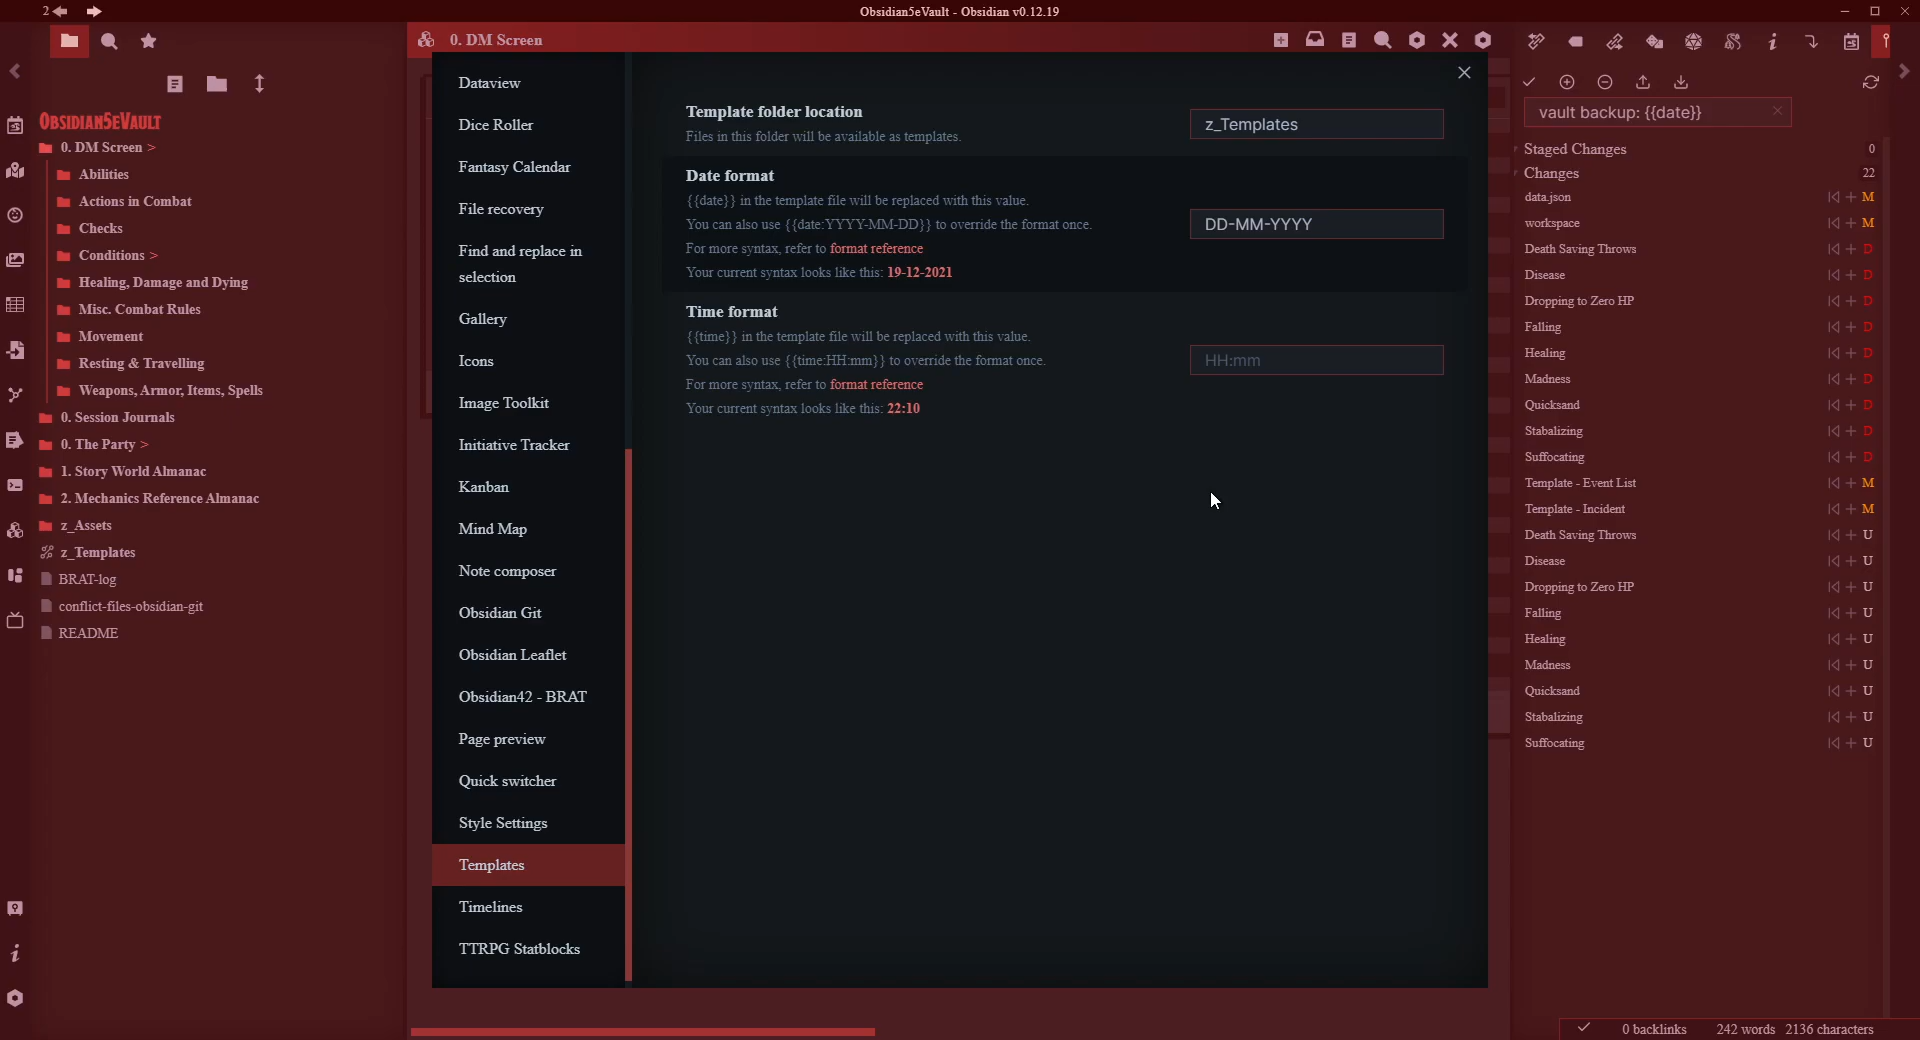 2
Obsidian5eVault - Obsidian v0.12.19
OBSIDIAN5EVAULT
0. DM Screen >
Abilities
Actions in Combat
Checks
Conditions >
Healing, Damage and Dying
Misc. Combat Rules
Movement
Resting & Travelling
Weapons, Armor, Items, Spells
0. Session Journals
0. The Party >
1. Story World Almanac
2. Mechanics Reference Almanac
z_Assets
z_Templates
BRAT-log
conflict-files-obsidian-git
README
0. DM Screen
Dataview
Dice Roller
Fantasy Calendar
File recovery
Find and replace in
selection
Gallery
Icons
Image Toolkit
Initiative Tracker
Kanban
Mind Map
Note composer
Obsidian Git
Obsidian Leaflet
Obsidian42 - BRAT
Page preview
Quick switcher
Style Settings
Templates
Timelines
TTRPG Statblocks
Template folder location
Files in this folder will be available as templates.
z_Templates
Date format
{{date}} in the template file will be replaced with this value.
You can also use {{date:YYYY-MM-DD}} to override the format once.
For more syntax, refer to format reference
Your current syntax looks like this: 19-12-2021
DD-MM-YYYY
Time format
{{time}} in the template file will be replaced with this value.
You can also use {{time:HH:mm}} to override the format once.
For more syntax, refer to format reference
Your current syntax looks like this: 22:10
HH:mm
vault backup: {{date}}
Staged Changes 0
Changes 22
data.json M
workspace M
Death Saving Throws D
Disease D
Dropping to Zero HP D
Falling D
Healing D
Madness D
Quicksand D
Stabalizing D
Suffocating D
Template - Event List M
Template - Incident M
Death Saving Throws U
Disease U
Dropping to Zero HP U
Falling U
Healing U
Madness U
Quicksand U
Stabalizing U
Suffocating U
0 backlinks 242 words 2136 characters